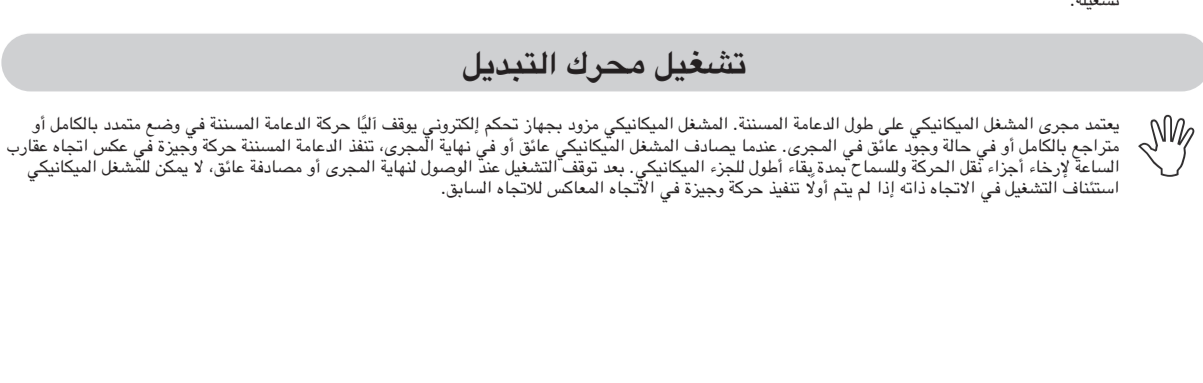 تشغيله.
تشغيل محرك التبديل
يعتمد مجرى المشغل الميكانيكي على طول الدعامة المسننة. المشغل الميكانيكي مزود بجهاز تحكم إلكتروني يوقف آليًا حركة الدعامة المسننة في وضع متمدد بالكامل أو
متراجع بالكامل أو في حالة وجود عائق في المجرى. عندما يصادف المشغل الميكانيكي عائق أو في نهاية المجرى، تنفذ الدعامة المسننة حركة وجيزة في عكس اتجاه عقارب
الساعة لإرخاء أجزاء نقل الحركة وللسماح بمدة بقاء أطول للجزء الميكانيكي. بعد توقف التشغيل عند الوصول لنهاية المجرى أو مصادفة عائق، لا يمكن للمشغل الميكانيكي
استئناف التشغيل في الاتجاه ذاته إذا لم يتم أولًا تنفيذ حركة وجيزة في الاتجاه المعاكس للاتجاه السابق.